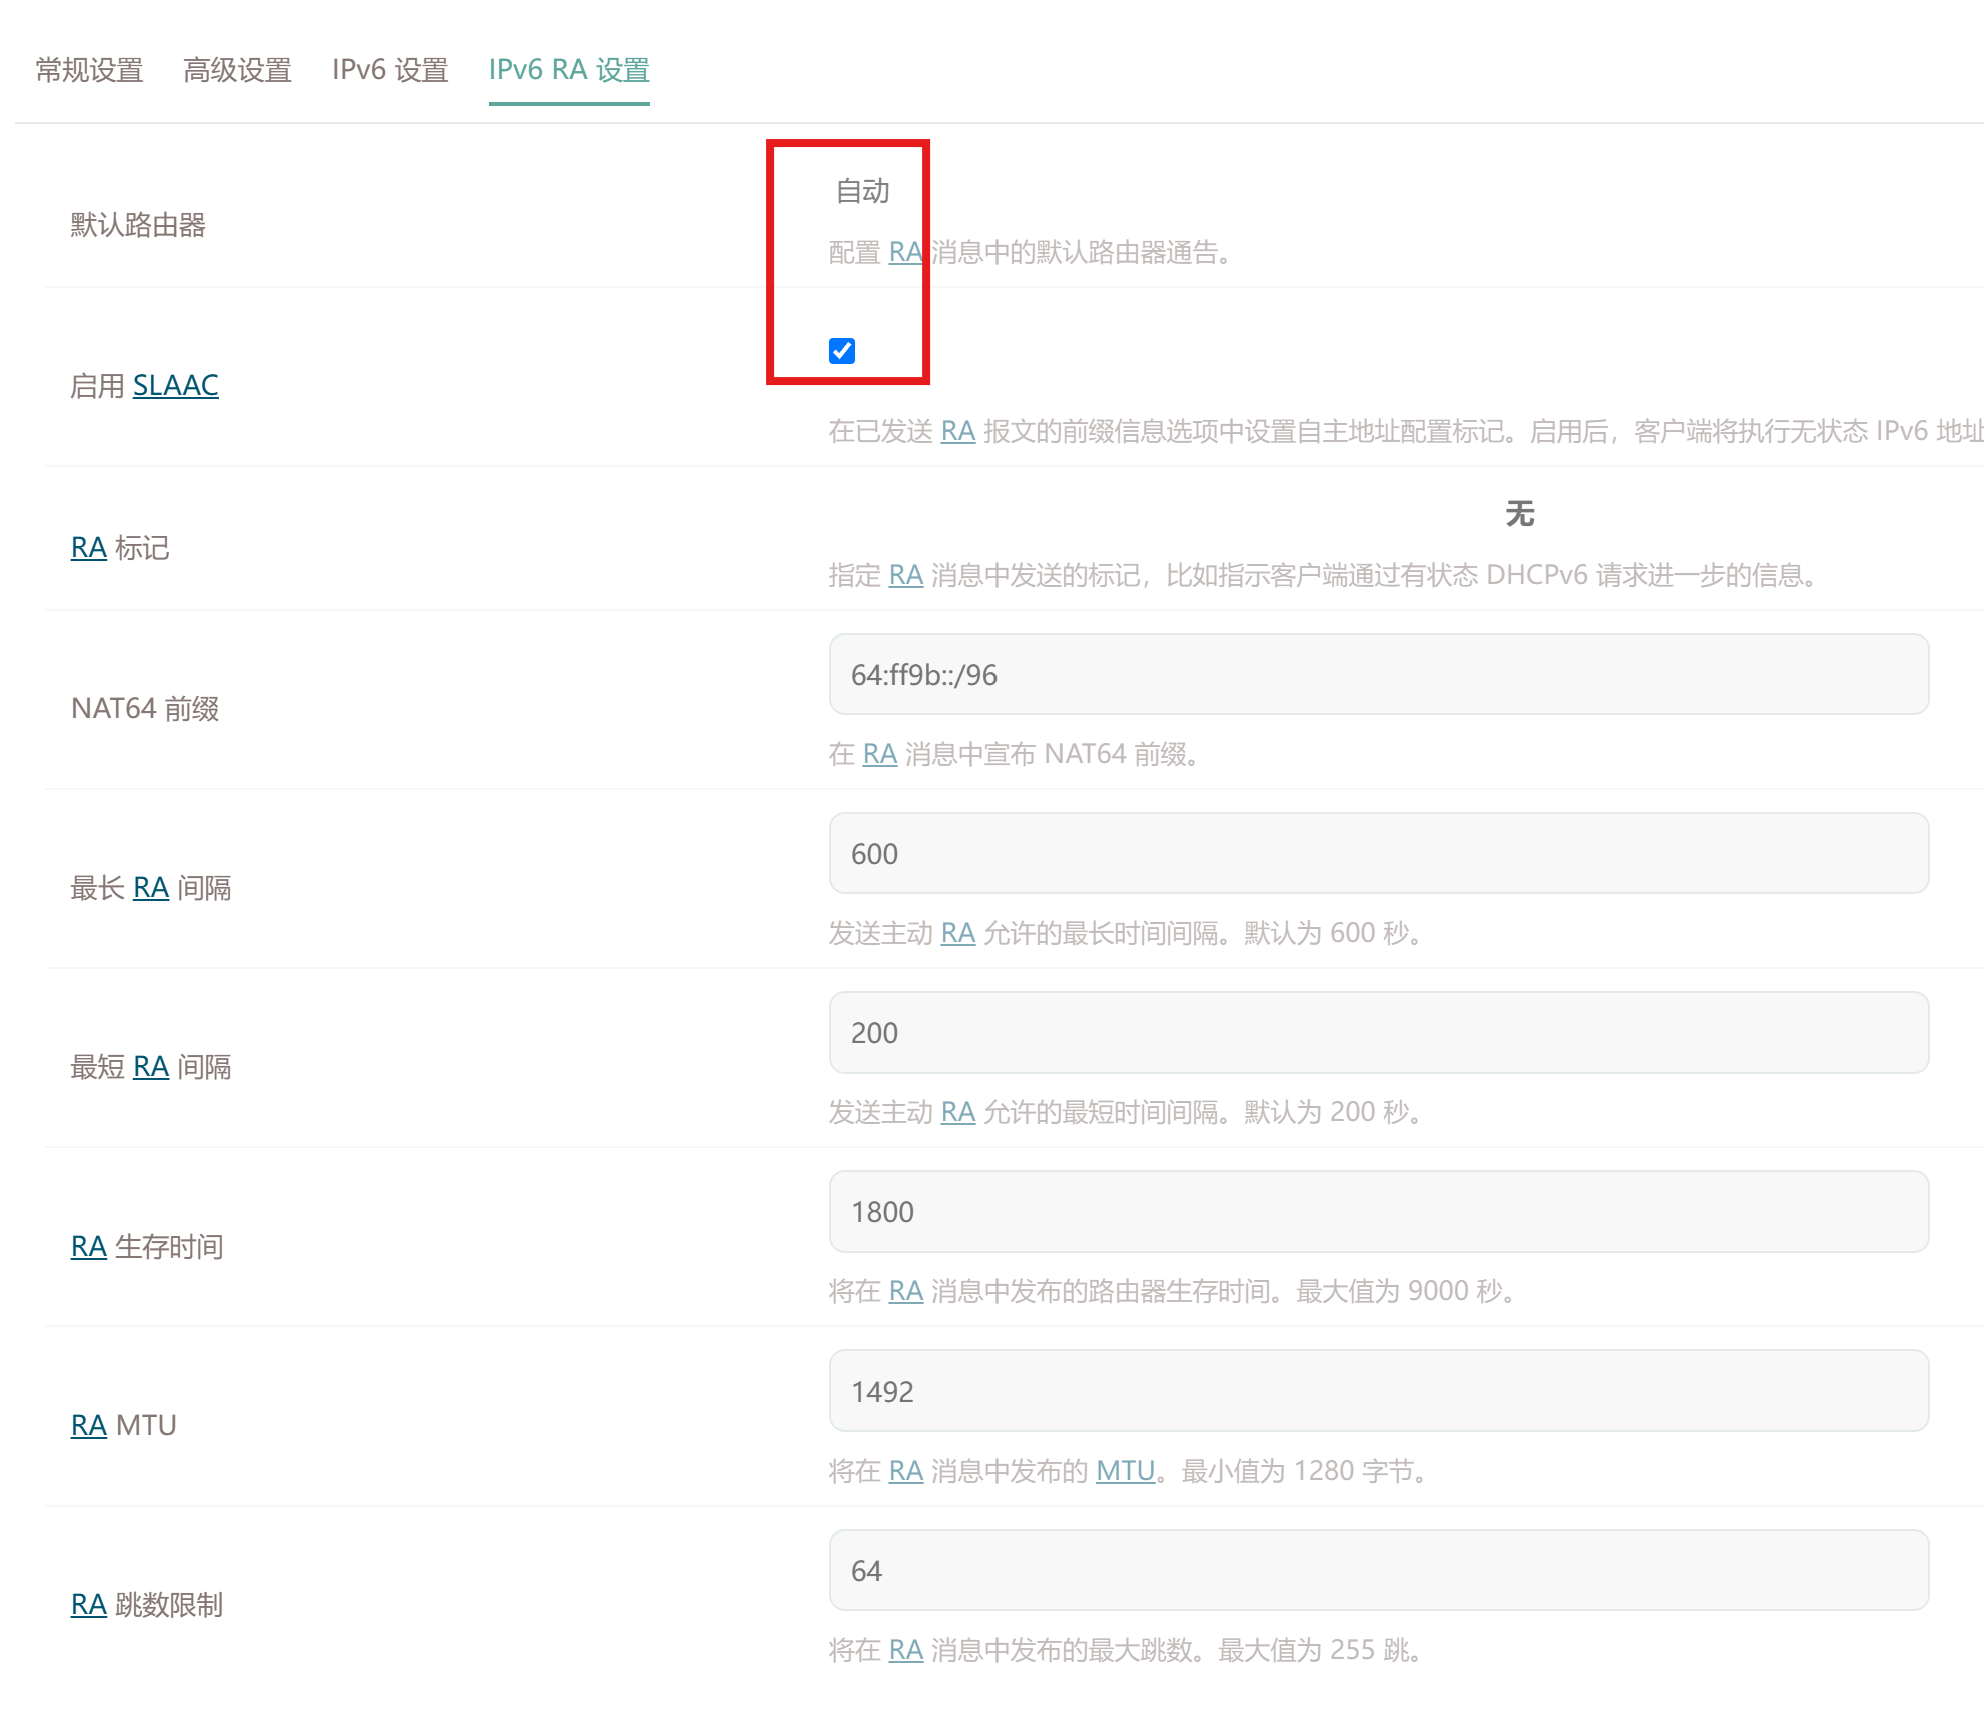 常规设置 高级设置 IPv6 设置 IPv6 RA 设置
默认路由器
自动
配置 RA 消息中的默认路由器通告。
启用 SLAAC
在已发送 RA 报文的前缀信息选项中设置自主地址配置标记。启用后，客户端将执行无状态 IPv6 地址
RA 标记
无
指定 RA 消息中发送的标记，比如指示客户端通过有状态 DHCPv6 请求进一步的信息。
NAT64 前缀
64:ff9b::/96
在 RA 消息中宣布 NAT64 前缀。
最长 RA 间隔
600
发送主动 RA 允许的最长时间间隔。默认为 600 秒。
最短 RA 间隔
200
发送主动 RA 允许的最短时间间隔。默认为 200 秒。
RA 生存时间
1800
将在 RA 消息中发布的路由器生存时间。最大值为 9000 秒。
RA MTU
1492
将在 RA 消息中发布的 MTU。最小值为 1280 字节。
RA 跳数限制
64
将在 RA 消息中发布的最大跳数。最大值为 255 跳。